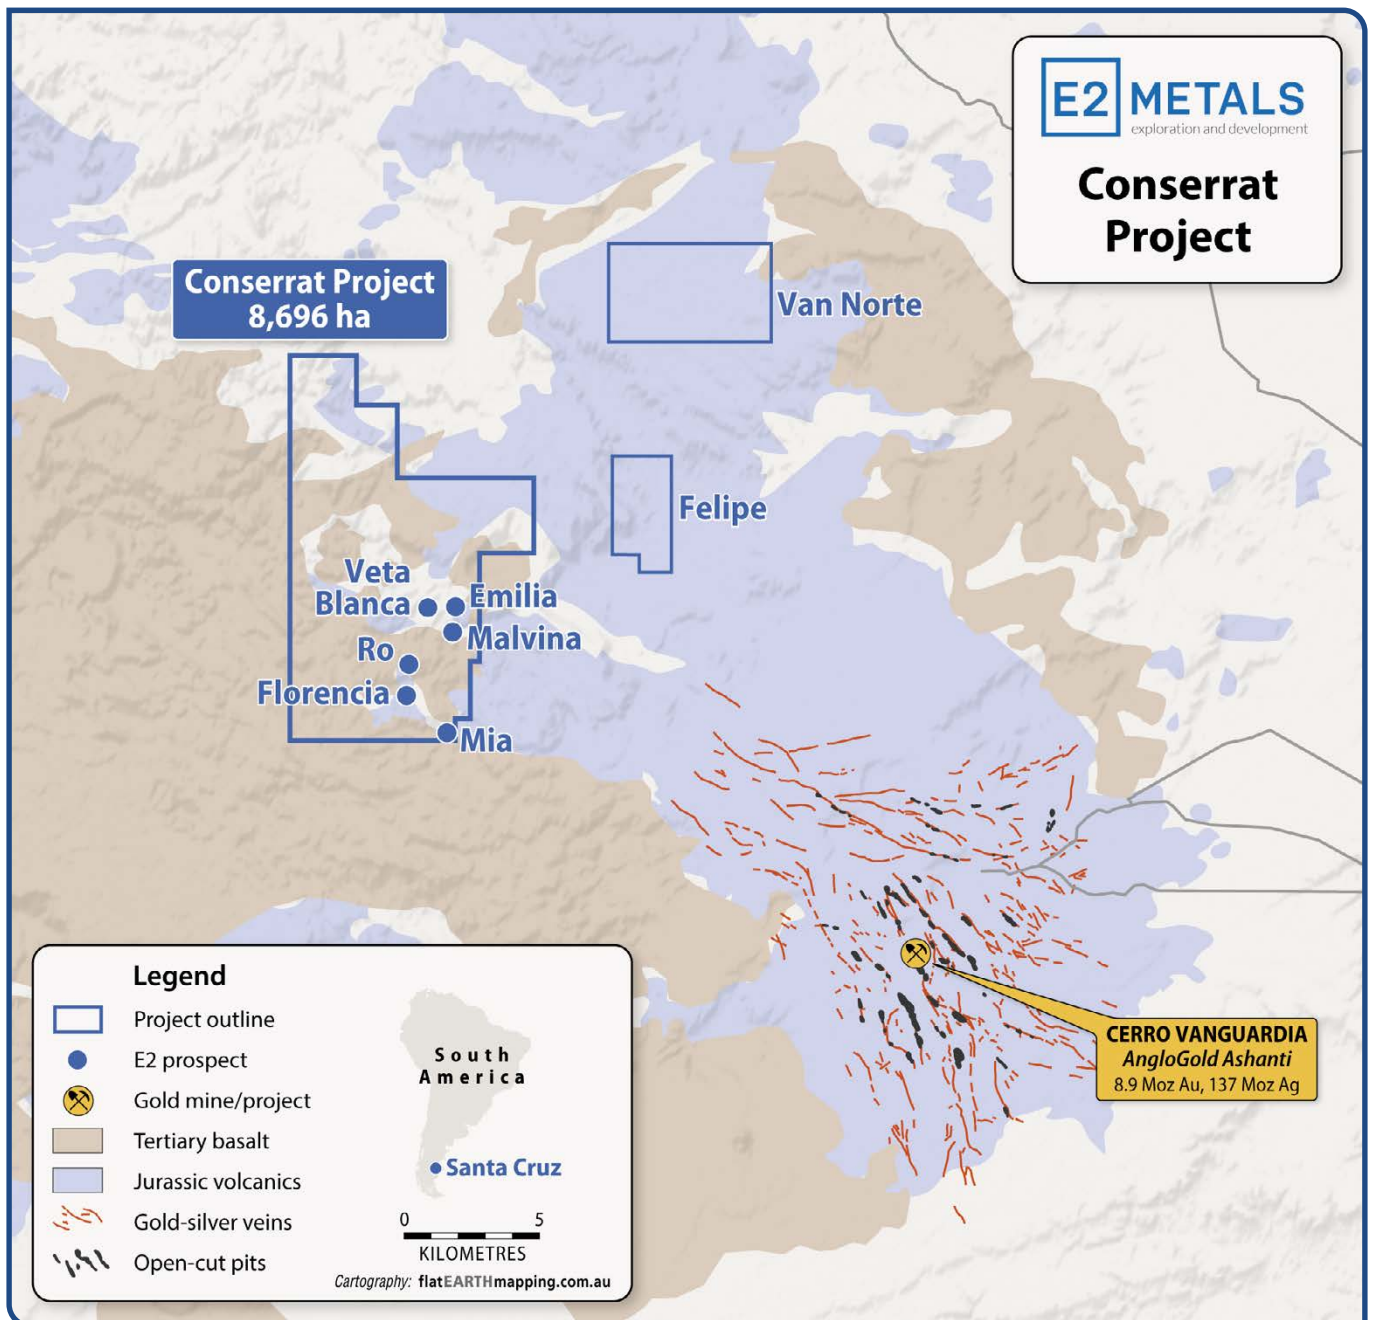 E2 METALS
exploration and development
Conserrat
Project
Conserrat Project
8,696 ha
Van Norte
Felipe
Veta
Blanca
Emilia
Malvina
Ro
Florencia
Mia
CERRO VANGUARDIA
AngloGold Ashanti
8.9 Moz Au, 137 Moz Ag
Legend
Project outline
E2 prospect
Gold mine/project
Tertiary basalt
Jurassic volcanics
Gold-silver veins
Open-cut pits
South
America
Santa Cruz
0 5
KILOMETRES
Cartography: flatEARTHmapping.com.au